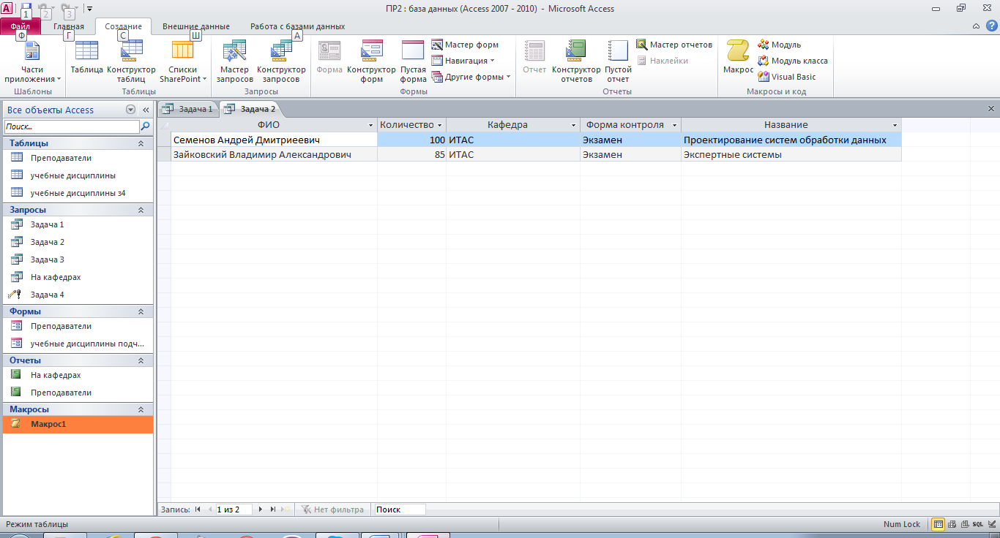 ПР2 : база данных (Access 2007 - 2010) - Microsoft Access
1 2 3
Файл Главная Создание Внешние данные Работа с базами данных
Ф Г С Ш А
Части приложения Таблица Конструктор таблиц Списки SharePoint Мастер запросов Конструктор запросов Форма Конструктор форм Пустая форма Мастер форм Навигация Другие формы Отчет Конструктор отчетов Пустой отчет Мастер отчетов Наклейки Макрос Модуль Модуль класса Visual Basic
Шаблоны Таблицы Запросы Формы Отчеты Макросы и код
Все объекты Access
Поиск...
Таблицы
Преподаватели
учебные дисциплины
учебные дисциплины з4
Запросы
Задача 1
Задача 2
Задача 3
На кафедрах
Задача 4
Формы
Преподаватели
учебные дисциплины подч...
Отчеты
На кафедрах
Преподаватели
Макросы
Макрос1
Задача 1 Задача 2
ФИО Количество Кафедра Форма контроля Название
Семенов Андрей Дмитриеевич 100 ИТАС Экзамен Проектирование систем обработки данных
Зайковский Владимир Александрович 85 ИТАС Экзамен Экспертные системы
Запись: 1 из 2 Нет фильтра Поиск
Режим таблицы Num Lock SQL